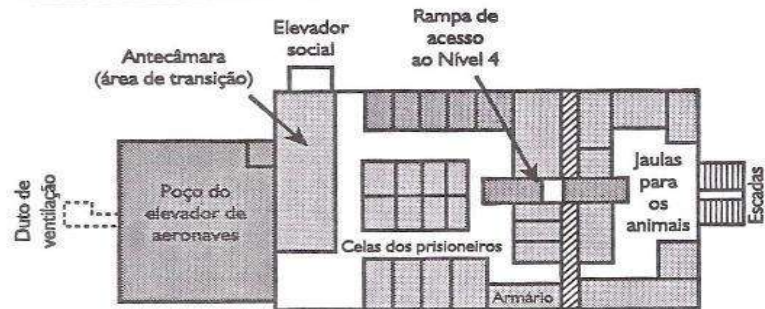 Elevador
social
Rampa de
acesso
ao Nível 4
Antecâmara
(área de transição)
Duto de
ventilação
Poço do
elevador de
aeronaves
Celas dos prisioneiros
Armário
Jaulas
para
os
animais
Escadas